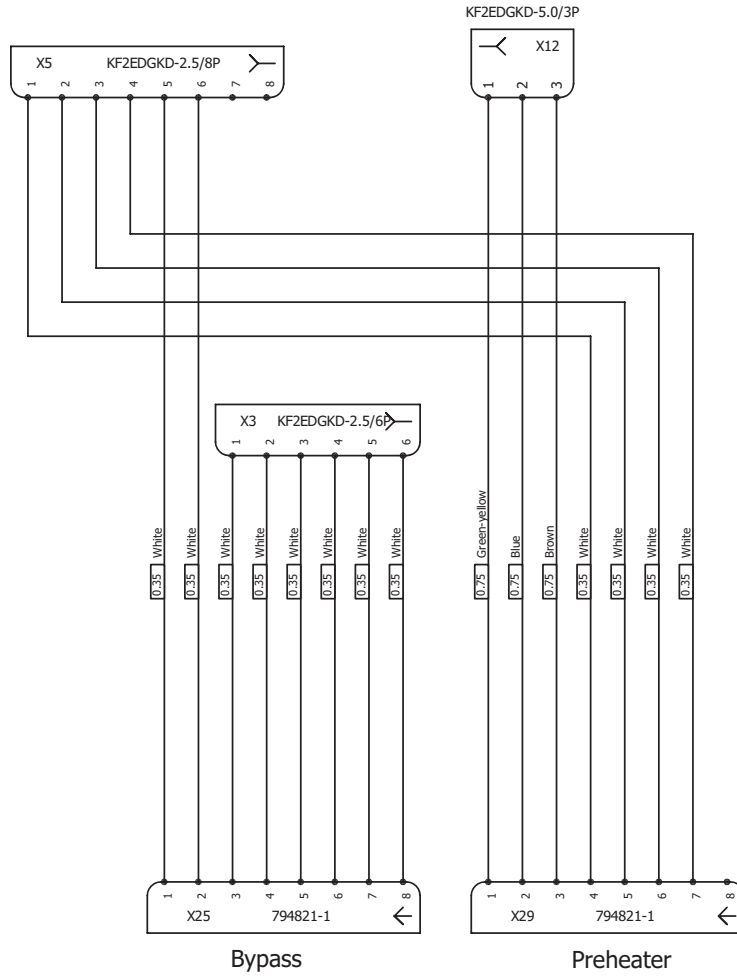 KF2EDGKD-5.0/3P
X5 KF2EDGKD-2.5/8P
1 2 3 4 5 6 7 8
X12
1 2 3
X3 KF2EDGKD-2.5/6P
1 2 3 4 5 6
White White White White White White White White Green-yellow Blue Brown White White White White
0.35 0.35 0.35 0.35 0.35 0.35 0.35 0.35 0.75 0.75 0.75 0.35 0.35 0.35 0.35
1 2 3 4 5 6 7 8
X25 794821-1
1 2 3 4 5 6 7 8
X29 794821-1
Bypass
Preheater